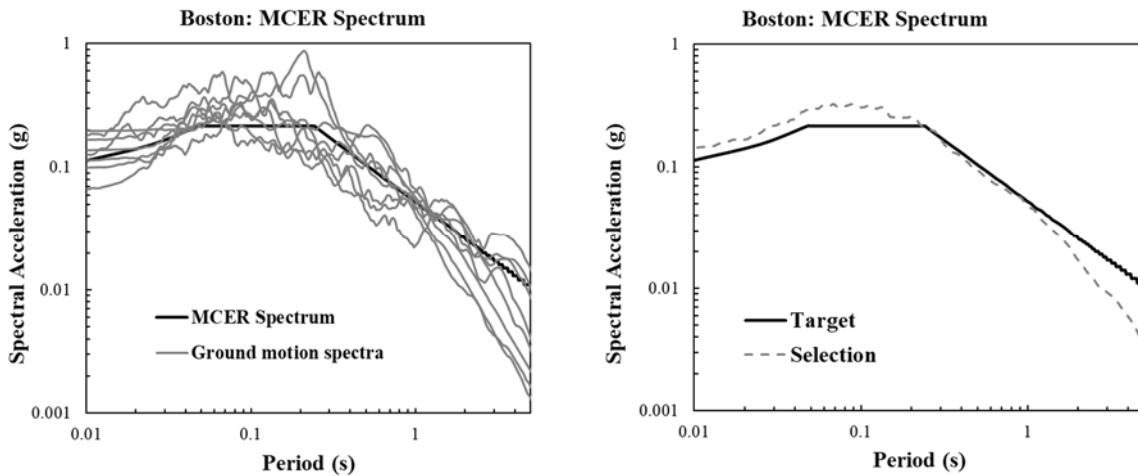 Boston: MCER Spectrum
1
0.1
0.01
0.001
Spectral Acceleration (g)
MCER Spectrum
Ground motion spectra
0.01
0.1
1
Period (s)
Boston: MCER Spectrum
1
0.1
0.01
0.001
Spectral Acceleration (g)
Target
Selection
0.01
0.1
1
Period (s)